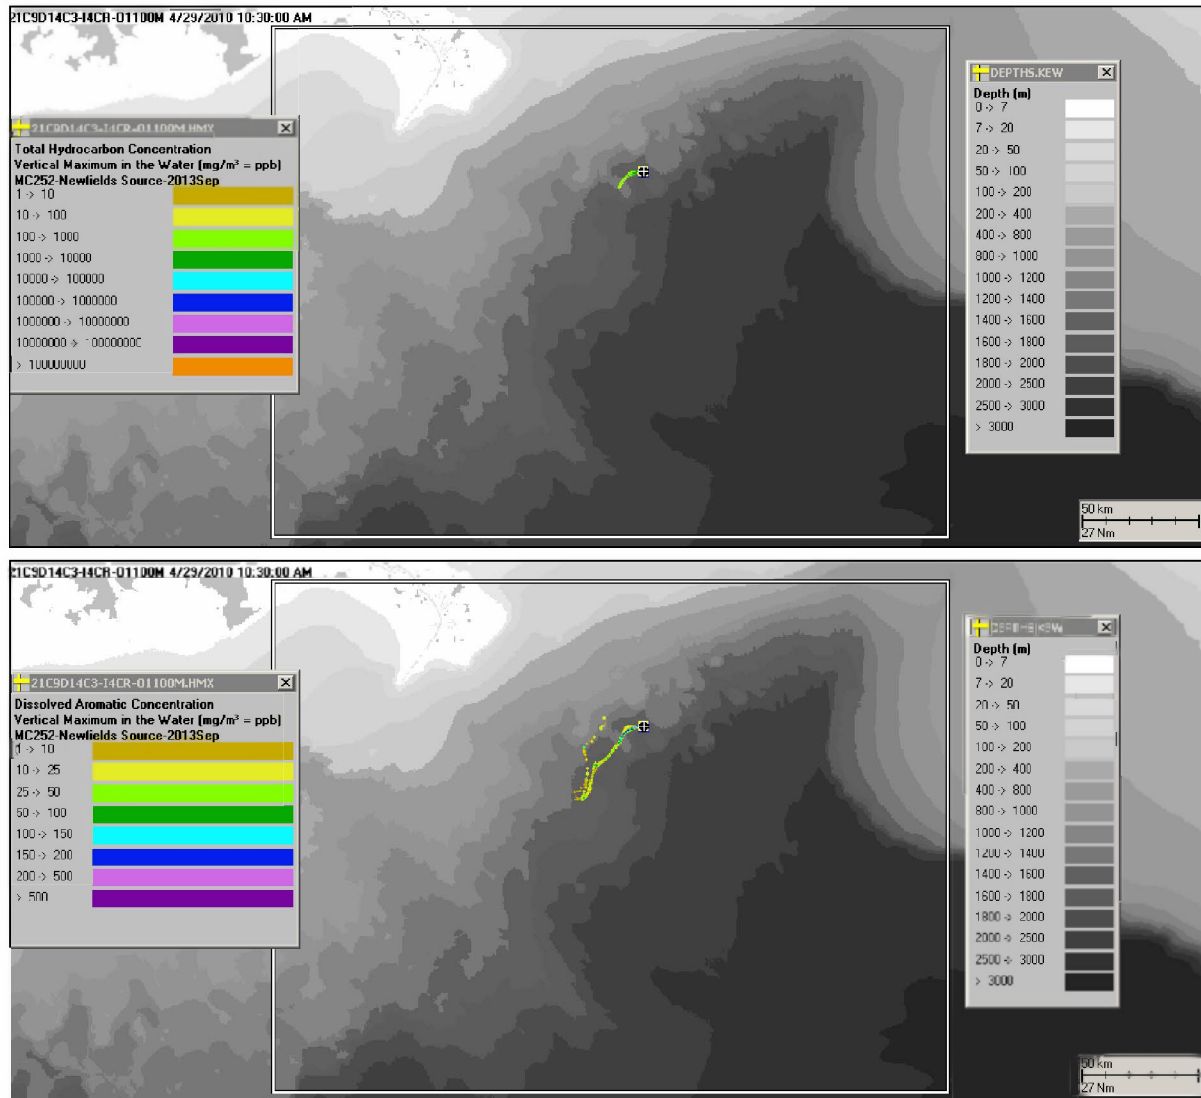 21C9D14C3-I4CR-01100M 4/29/2010 10:30:00 AM
DEPTHS.KEW
Depth (m)
0 -> 7
7 -> 20
20 -> 50
50 -> 100
100 -> 200
200 -> 400
400 -> 800
800 -> 1000
1000 -> 1200
1200 -> 1400
1400 -> 1600
1600 -> 1800
1800 -> 2000
2000 -> 2500
2500 -> 3000
> 3000
21C9D14C3-I4CR-01100M.HMX
Total Hydrocarbon Concentration
Vertical Maximum in the Water (mg/m³ = ppb)
MC252-Newfields Source-2013Sep
1 -> 10
10 -> 100
100 -> 1000
1000 -> 10000
10000 -> 100000
100000 -> 1000000
1000000 -> 10000000
10000000 -> 100000000
> 100000000
50 km
27 Nm
21C9D14C3-I4CR-01100M 4/29/2010 10:30:00 AM
Depth (m)
0 -> 7
7 -> 20
20 -> 50
50 -> 100
100 -> 200
200 -> 400
400 -> 800
800 -> 1000
1000 -> 1200
1200 -> 1400
1400 -> 1600
1600 -> 1800
1800 -> 2000
2000 -> 2500
2500 -> 3000
> 3000
21C9D14C3-I4CR-01100M.HMX
Dissolved Aromatic Concentration
Vertical Maximum in the Water (mg/m³ = ppb)
MC252-Newfields Source-2013Sep
1 -> 10
10 -> 25
25 -> 50
50 -> 100
100 -> 150
150 -> 200
200 -> 500
> 500
50 km
27 Nm